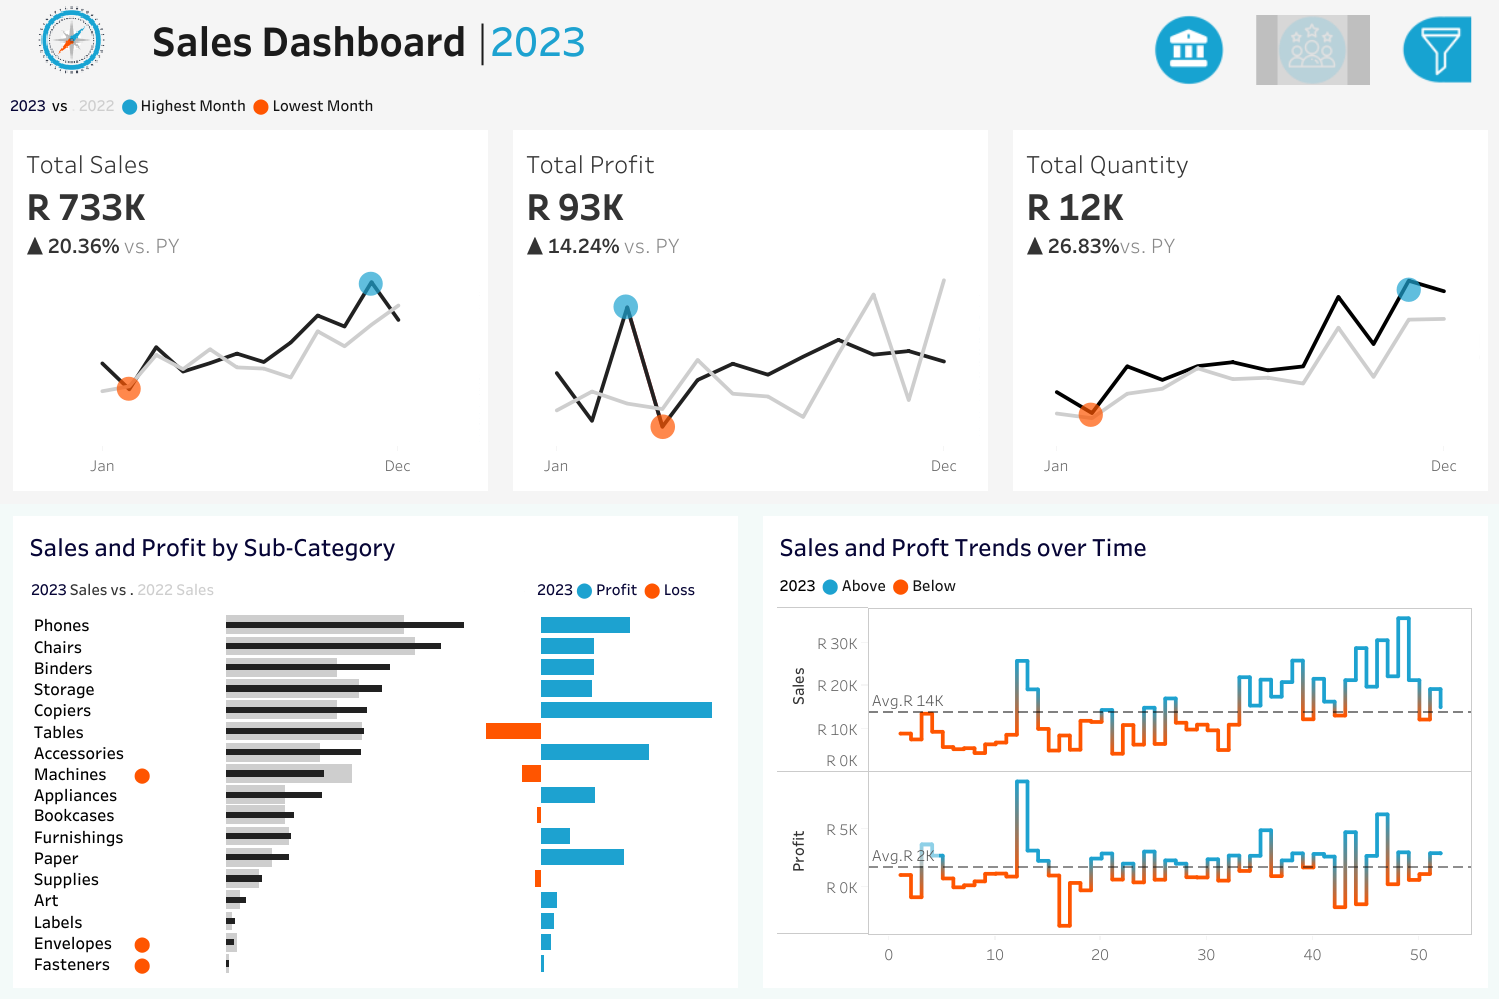 Sales Dashboard |2023
2023 vs 2022 Highest Month Lowest Month
Total Sales
R 733K
▲ 20.36% vs. PY
Jan Dec
Total Profit
R 93K
▲ 14.24% vs. PY
Jan Dec
Total Quantity
R 12K
▲ 26.83%vs. PY
Jan Dec
Sales and Profit by Sub-Category
2023 Sales vs . 2022 Sales
2023 Profit Loss
Phones
Chairs
Binders
Storage
Copiers
Tables
Accessories
Machines
Appliances
Bookcases
Furnishings
Paper
Supplies
Art
Labels
Envelopes
Fasteners
Sales and Proft Trends over Time
2023 Above Below
Sales
R 30K
R 20K
Avg.R 14K
R 10K
R 0K
Profit
R 5K
Avg.R 2K
R 0K
0 10 20 30 40 50